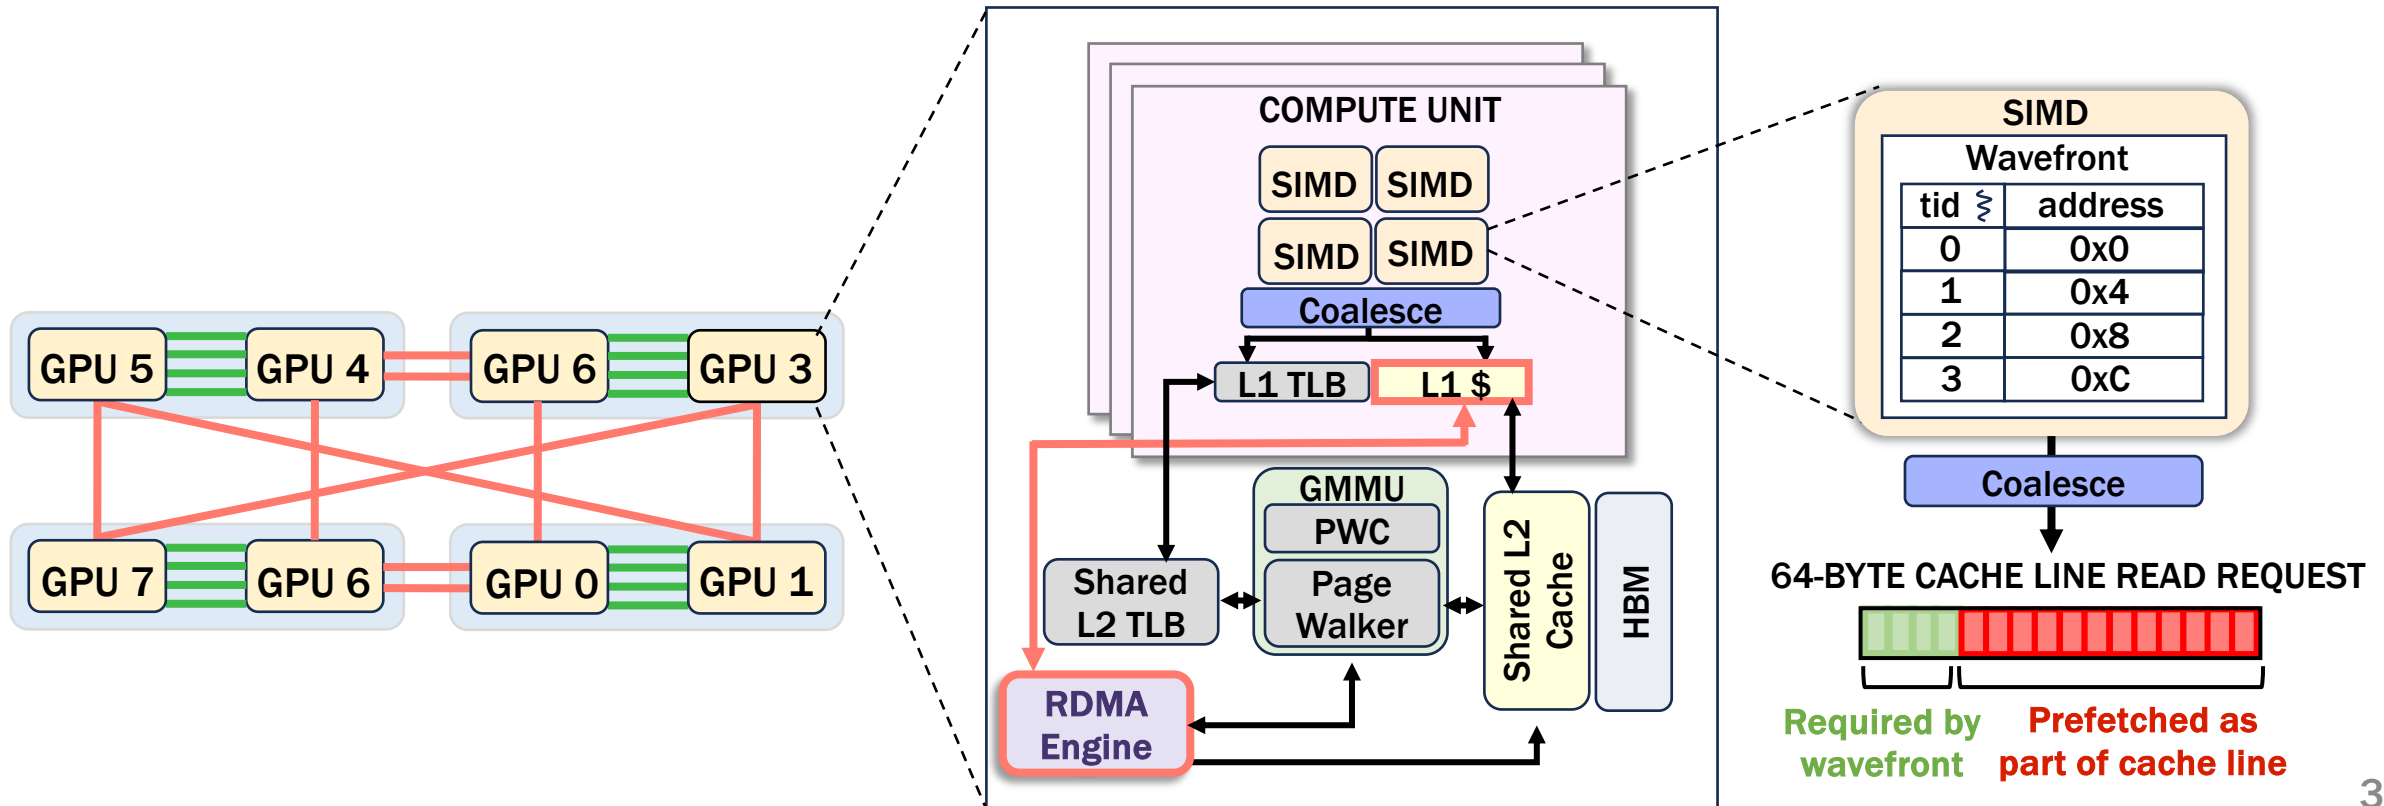 GPU 5
GPU 4
GPU 6
GPU 3
GPU 7
GPU 6
GPU 0
GPU 1
COMPUTE UNIT
SIMD
SIMD
SIMD
SIMD
Coalesce
L1 TLB
L1 $
GMMU
PWC
Page
Walker
Shared
L2 TLB
Shared L2
Cache
HBM
RDMA
Engine
SIMD
Wavefront
tid address
0 0x0
1 0x4
2 0x8
3 0xC
Coalesce
64-BYTE CACHE LINE READ REQUEST
Required by
wavefront
Prefetched as
part of cache line
3